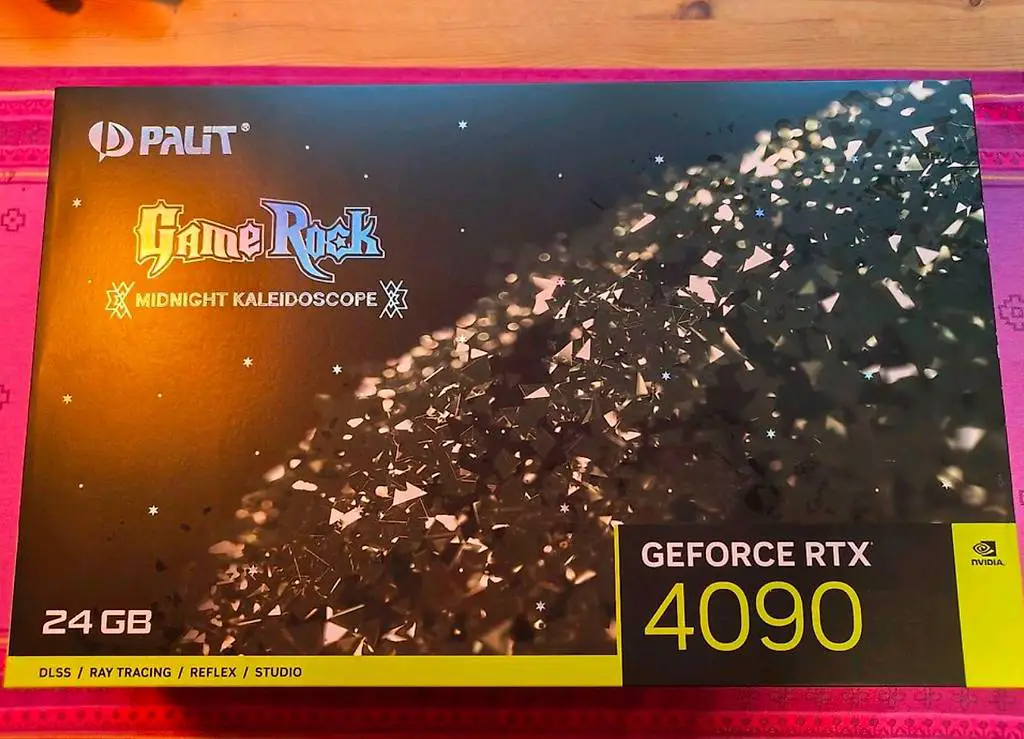 PALIT®
GAMEROCK
MIDNIGHT KALEIDOSCOPE
GEFORCE RTX
4090
NVIDIA.
24 GB
DLSS / RAY TRACING / REFLEX / STUDIO